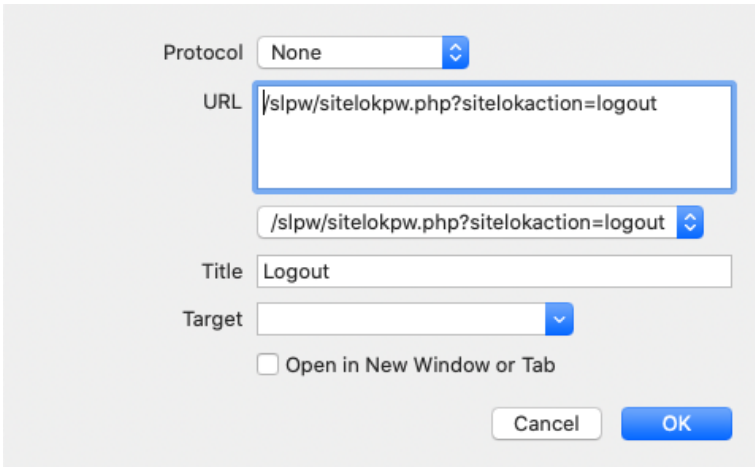 Protocol None
URL /slpw/sitelokpw.php?sitelokaction=logout
/slpw/sitelokpw.php?sitelokaction=logout
Title Logout
Target
Open in New Window or Tab
Cancel OK